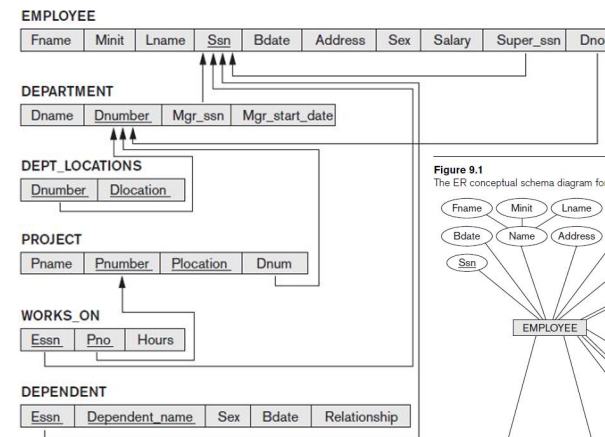 EMPLOYEE
Fname Minit Lname Ssn Bdate Address Sex Salary Super_ssn Dno
DEPARTMENT
Dname Dnumber Mgr_ssn Mgr_start_date
DEPT_LOCATIONS
Dnumber Dlocation
PROJECT
Pname Pnumber Plocation Dnum
WORKS_ON
Essn Pno Hours
DEPENDENT
Essn Dependent_name Sex Bdate Relationship
Figure 9.1
The ER conceptual schema diagram fo
Fname Minit Lname
Bdate Name Address
Ssn
EMPLOYEE